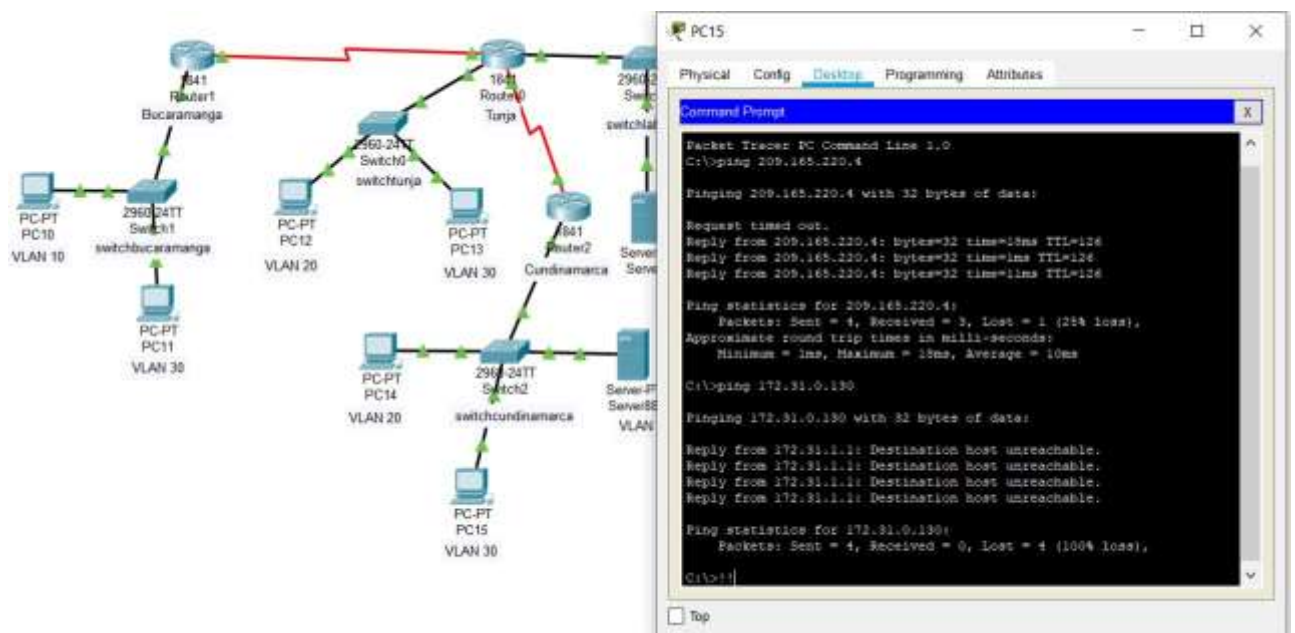 1841
Router1
Bucaramanga
PC-PT
PC10
VLAN 10
2960-24TT
Switch1
switchbucaramanga
PC-PT
PC11
VLAN 30
1841
Router0
Tunja
2960-24TT
Switch0
switchtunja
PC-PT
PC12
VLAN 20
PC-PT
PC13
VLAN 30
1841
Router2
Cundinamarca
PC-PT
PC14
VLAN 20
2960-24TT
Switch2
switchcundinamarca
PC-PT
PC15
VLAN 30
VLAN
PC15
Physical Config Desktop Programming Attributes
Command Prompt
X
Packet Tracer PC Command Line 1.0
C:\>ping 209.165.220.4
Pinging 209.165.220.4 with 32 bytes of data:
Request timed out.
Reply from 209.165.220.4: bytes=32 time=18ms TTL=126
Reply from 209.165.220.4: bytes=32 time=1ms TTL=126
Reply from 209.165.220.4: bytes=32 time=11ms TTL=126
Ping statistics for 209.165.220.4:
Packets: Sent = 4, Received = 3, Lost = 1 (25% loss),
Approximate round trip times in milli-seconds:
Minimum = 1ms, Maximum = 18ms, Average = 10ms
C:\>ping 172.31.0.130
Pinging 172.31.0.130 with 32 bytes of data:
Reply from 172.31.1.1: Destination host unreachable.
Reply from 172.31.1.1: Destination host unreachable.
Reply from 172.31.1.1: Destination host unreachable.
Reply from 172.31.1.1: Destination host unreachable.
Ping statistics for 172.31.0.130:
Packets: Sent = 4, Received = 0, Lost = 4 (100% loss),
C:\>!!
Top